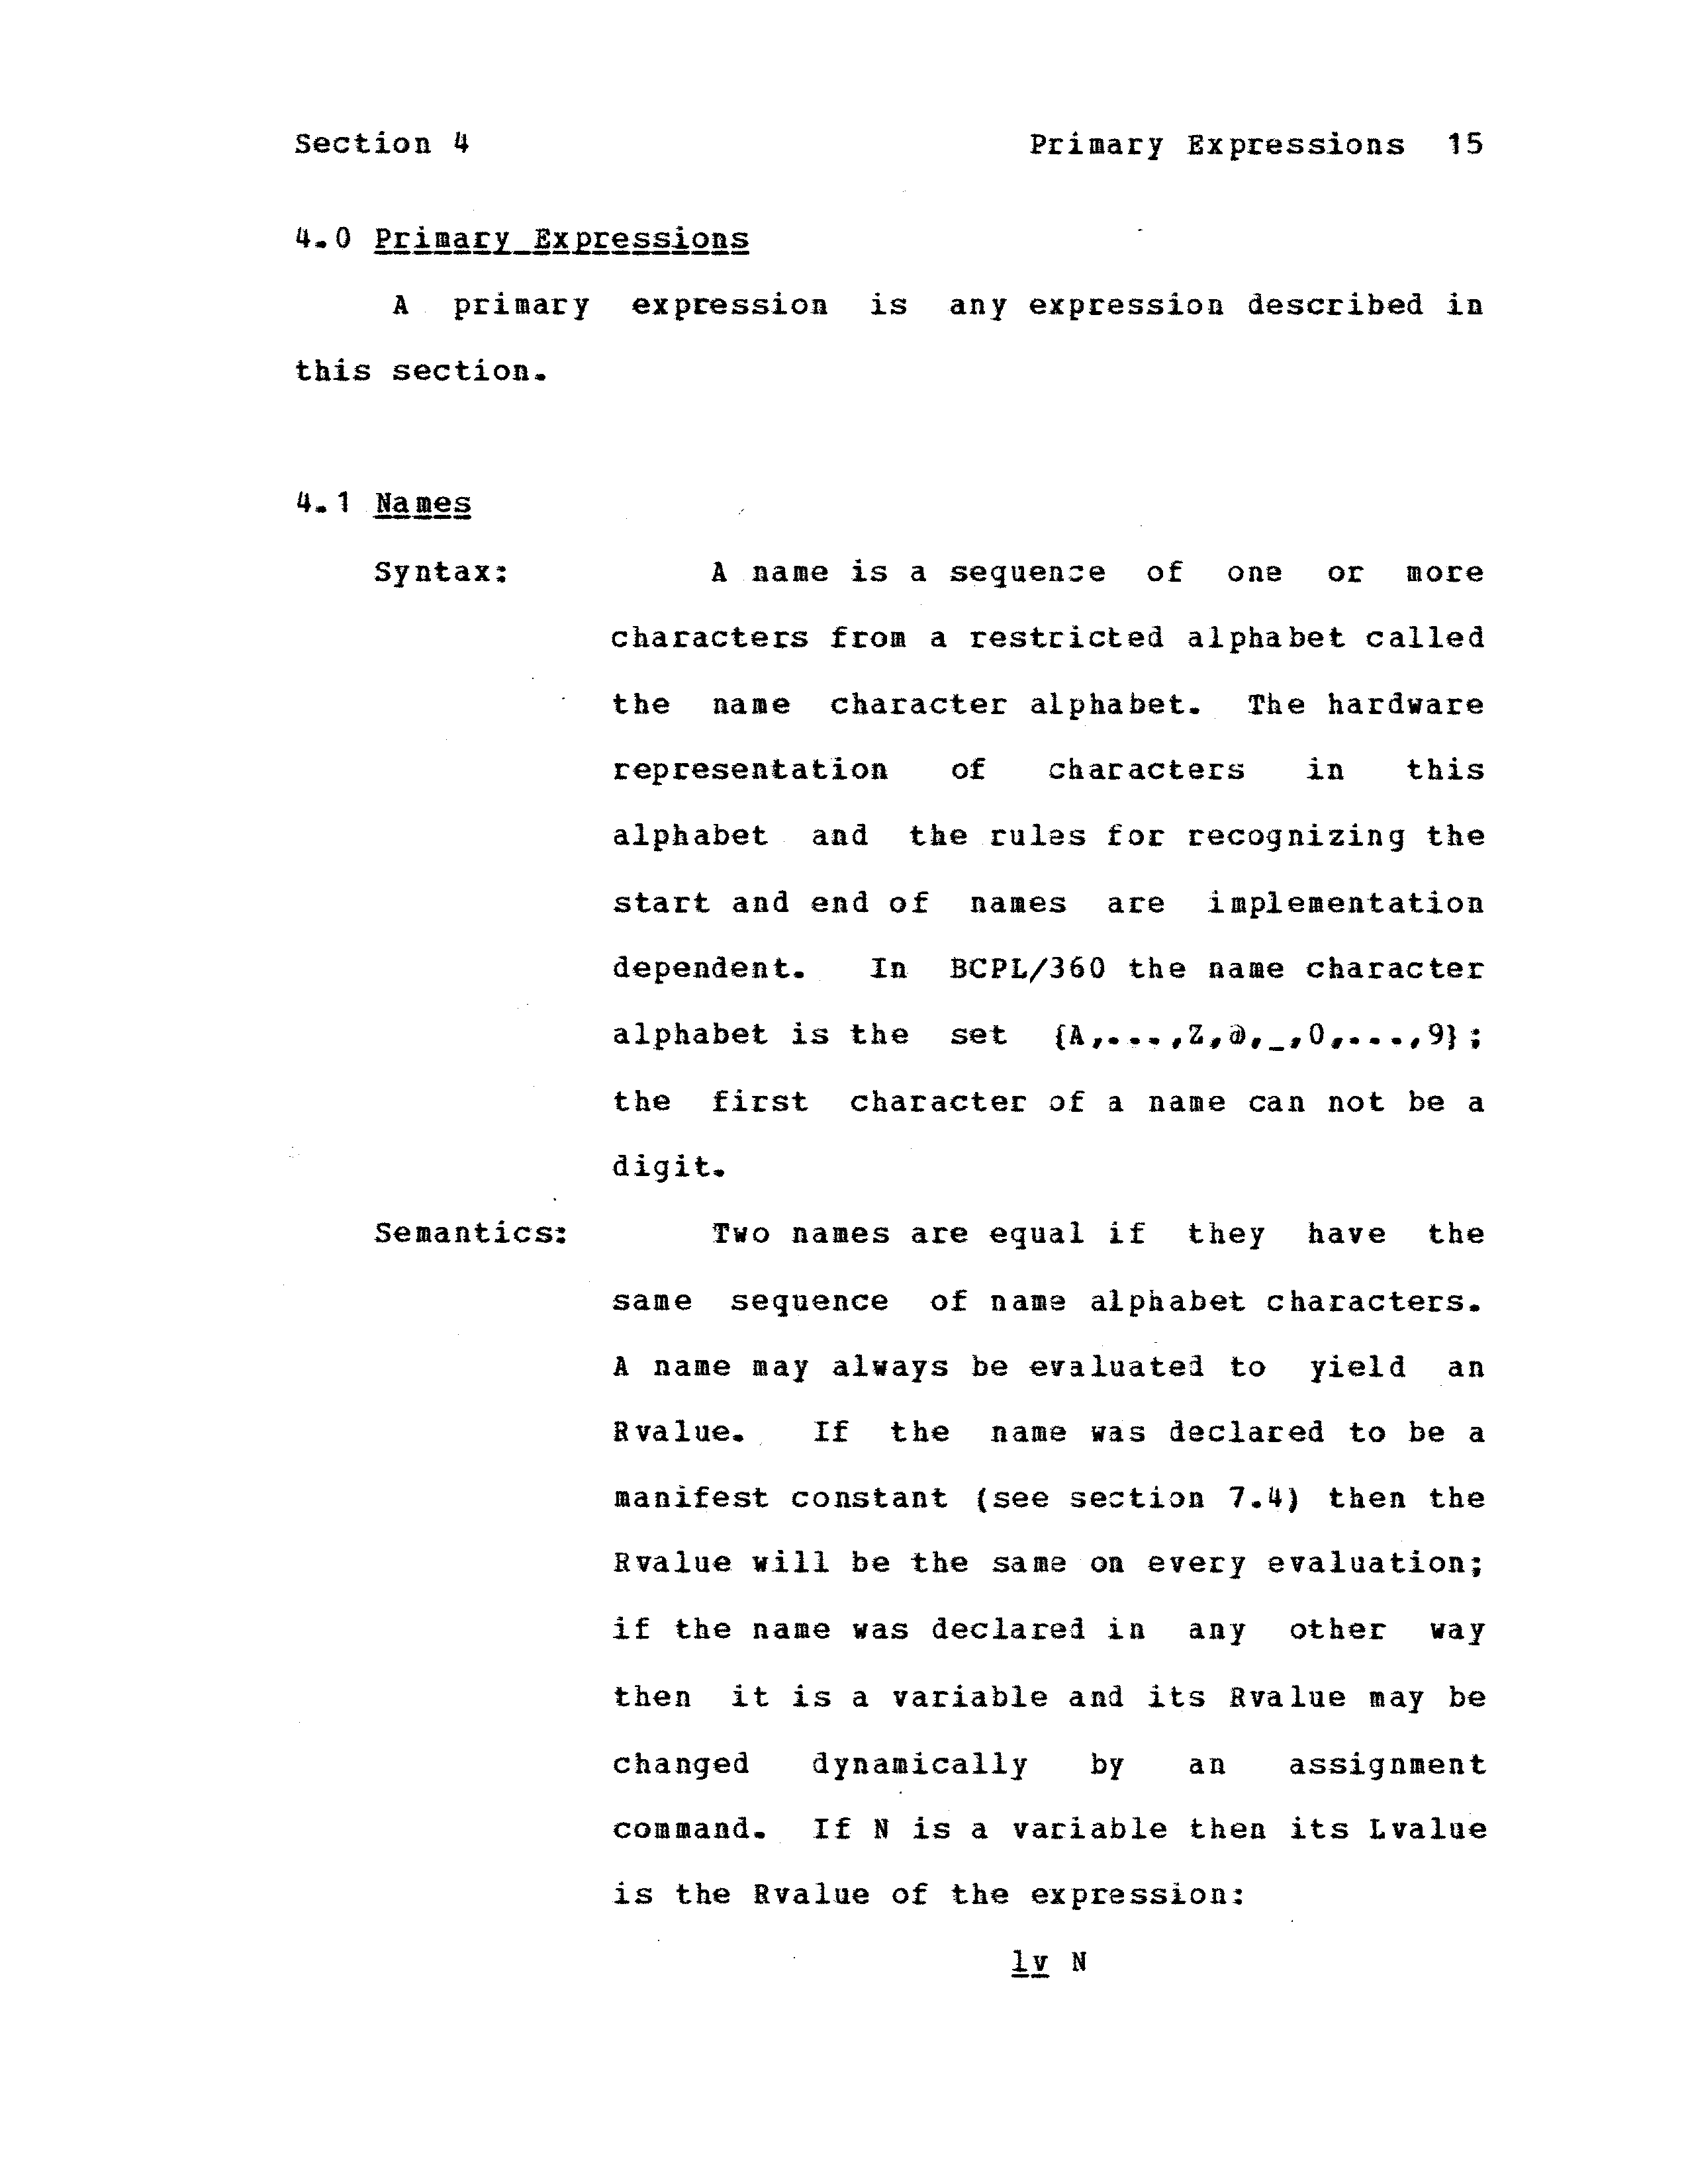 Section 4 Primary Expressions 15
4.0 Primary Expressions
A primary expression is any expression described in
this section.
4.1 Names
Syntax: A name is a sequence of one or more
characters from a restricted alphabet called
the name character alphabet. The hardware
representation of characters in this
alphabet and the rules for recognizing the
start and end of names are implementation
dependent. In BCPL/360 the name character
alphabet is the set {A,...,Z,@,_,0,...,9};
the first character of a name can not be a
digit.
Semantics: Two names are equal if they have the
same sequence of name alphabet characters.
A name may always be evaluated to yield an
Rvalue. If the name was declared to be a
manifest constant (see section 7.4) then the
Rvalue will be the same on every evaluation;
if the name was declared in any other way
then it is a variable and its Rvalue may be
changed dynamically by an assignment
command. If N is a variable then its Lvalue
is the Rvalue of the expression:
lv N